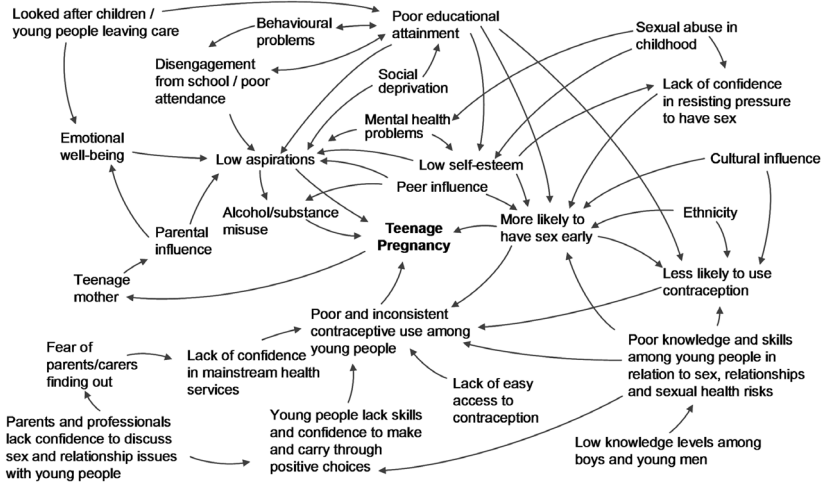 Looked after children /
young people leaving care
Behavioural
problems
Poor educational
attainment
Sexual abuse in
childhood
Disengagement
from school / poor
attendance
Social
deprivation
Lack of confidence
in resisting pressure
to have sex
Mental health
problems
Emotional
well-being
Low aspirations
Low self-esteem
Cultural influence
Peer influence
Alcohol/substance
misuse
Teenage
Pregnancy
More likely to
have sex early
Ethnicity
Parental
influence
Teenage
mother
Less likely to use
contraception
Poor and inconsistent
contraceptive use among
young people
Poor knowledge and skills
among young people in
relation to sex, relationships
and sexual health risks
Fear of
parents/carers
finding out
Lack of confidence
in mainstream health
services
Lack of easy
access to
contraception
Parents and professionals
lack confidence to discuss
sex and relationship issues
with young people
Young people lack skills
and confidence to make
and carry through
positive choices
Low knowledge levels among
boys and young men